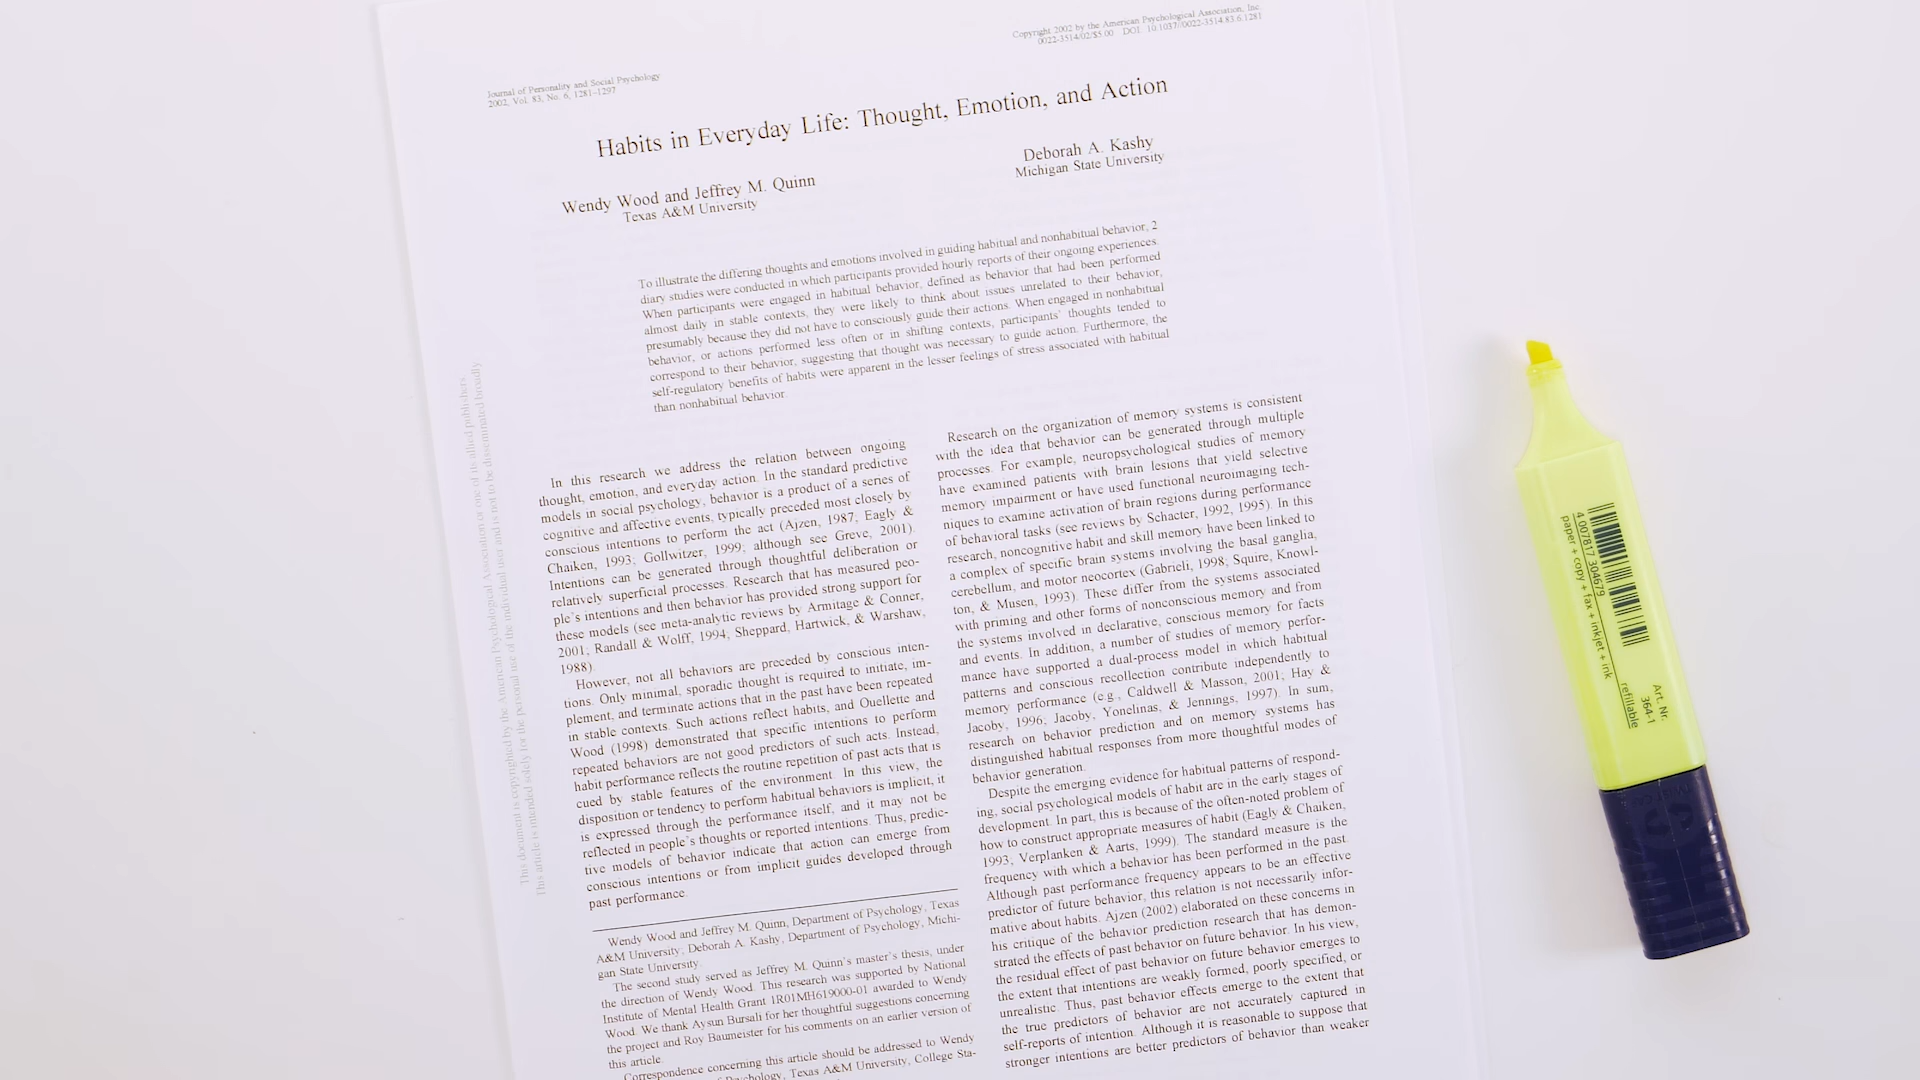 Journal of Personality and Social Psychology
2002, Vol. 83, No. 6, 1281–1297
Copyright 2002 by the American Psychological Association, Inc.
0022-3514/02/$5.00 DOI: 10.1037//0022-3514.83.6.1281
Habits in Everyday Life: Thought, Emotion, and Action
Wendy Wood and Jeffrey M. Quinn
Texas A&M University
Deborah A. Kashy
Michigan State University
To illustrate the differing thoughts and emotions involved in guiding habitual and nonhabitual behavior, 2
diary studies were conducted in which participants provided hourly reports of their ongoing experiences.
When participants were engaged in habitual behavior, defined as behavior that had been performed
almost daily in stable contexts, they were likely to think about issues unrelated to their behavior,
presumably because they did not have to consciously guide their actions. When engaged in nonhabitual
behavior, or actions performed less often or in shifting contexts, participants' thoughts tended to
correspond to their behavior, suggesting that thought was necessary to guide action. Furthermore, the
self-regulatory benefits of habits were apparent in the lesser feelings of stress associated with habitual
than nonhabitual behavior.
In this research we address the relation between ongoing
thought, emotion, and everyday action. In the standard predictive
models in social psychology, behavior is a product of a series of
cognitive and affective events, typically preceded most closely by
conscious intentions to perform the act (Ajzen, 1987; Eagly &
Chaiken, 1993; Gollwitzer, 1999; although see Greve, 2001).
Intentions can be generated through thoughtful deliberation or
relatively superficial processes. Research that has measured peo-
ple's intentions and then behavior has provided strong support for
these models (see meta-analytic reviews by Armitage & Conner,
2001; Randall & Wolff, 1994; Sheppard, Hartwick, & Warshaw,
1988).
However, not all behaviors are preceded by conscious inten-
tions. Only minimal, sporadic thought is required to initiate, im-
plement, and terminate actions that in the past have been repeated
in stable contexts. Such actions reflect habits, and Ouellette and
Wood (1998) demonstrated that specific intentions to perform
repeated behaviors are not good predictors of such acts. Instead,
habit performance reflects the routine repetition of past acts that is
cued by stable features of the environment. In this view, the
disposition or tendency to perform habitual behaviors is implicit, it
is expressed through the performance itself, and it may not be
reflected in people's thoughts or reported intentions. Thus, predic-
tive models of behavior indicate that action can emerge from
conscious intentions or from implicit guides developed through
past performance.
Wendy Wood and Jeffrey M. Quinn, Department of Psychology, Texas
A&M University; Deborah A. Kashy, Department of Psychology, Michi-
gan State University.
The second study served as Jeffrey M. Quinn's master's thesis, under
the direction of Wendy Wood. This research was supported by National
Institute of Mental Health Grant 1R01MH619000-01 awarded to Wendy
Wood. We thank Aysun Bursali for her thoughtful suggestions concerning
the project and Roy Baumeister for his comments on an earlier version of
this article.
Correspondence concerning this article should be addressed to Wendy
Psychology, Texas A&M University, College Sta-
Research on the organization of memory systems is consistent
with the idea that behavior can be generated through multiple
processes. For example, neuropsychological studies of memory
have examined patients with brain lesions that yield selective
memory impairment or have used functional neuroimaging tech-
niques to examine activation of brain regions during performance
of behavioral tasks (see reviews by Schacter, 1992, 1995). In this
research, noncognitive habit and skill memory have been linked to
a complex of specific brain systems involving the basal ganglia,
cerebellum, and motor neocortex (Gabrieli, 1998; Squire, Knowl-
ton, & Musen, 1993). These differ from the systems associated
with priming and other forms of nonconscious memory and from
the systems involved in declarative, conscious memory for facts
and events. In addition, a number of studies of memory perfor-
mance have supported a dual-process model in which habitual
patterns and conscious recollection contribute independently to
memory performance (e.g., Caldwell & Masson, 2001; Hay &
Jacoby, 1996; Jacoby, Yonelinas, & Jennings, 1997). In sum,
research on behavior prediction and on memory systems has
distinguished habitual responses from more thoughtful modes of
behavior generation.
Despite the emerging evidence for habitual patterns of respond-
ing, social psychological models of habit are in the early stages of
development. In part, this is because of the often-noted problem of
how to construct appropriate measures of habit (Eagly & Chaiken,
1993; Verplanken & Aarts, 1999). The standard measure is the
frequency with which a behavior has been performed in the past.
Although past performance frequency appears to be an effective
predictor of future behavior, this relation is not necessarily infor-
mative about habits. Ajzen (2002) elaborated on these concerns in
his critique of the behavior prediction research that has demon-
strated the effects of past behavior on future behavior. In his view,
the residual effect of past behavior on future behavior emerges to
the extent that intentions are weakly formed, poorly specified, or
unrealistic. Thus, past behavior effects emerge to the extent that
the true predictors of behavior are not accurately captured in
self-reports of intention. Although it is reasonable to suppose that
stronger intentions are better predictors of behavior than weaker
This document is copyrighted by the American Psychological Association or one of its allied publishers.
This article is intended solely for the personal use of the individual user and is not to be disseminated broadly.
4 007817 304679
paper + copy + fax + inkjet + ink
Art. Nr.
364-1
refillable